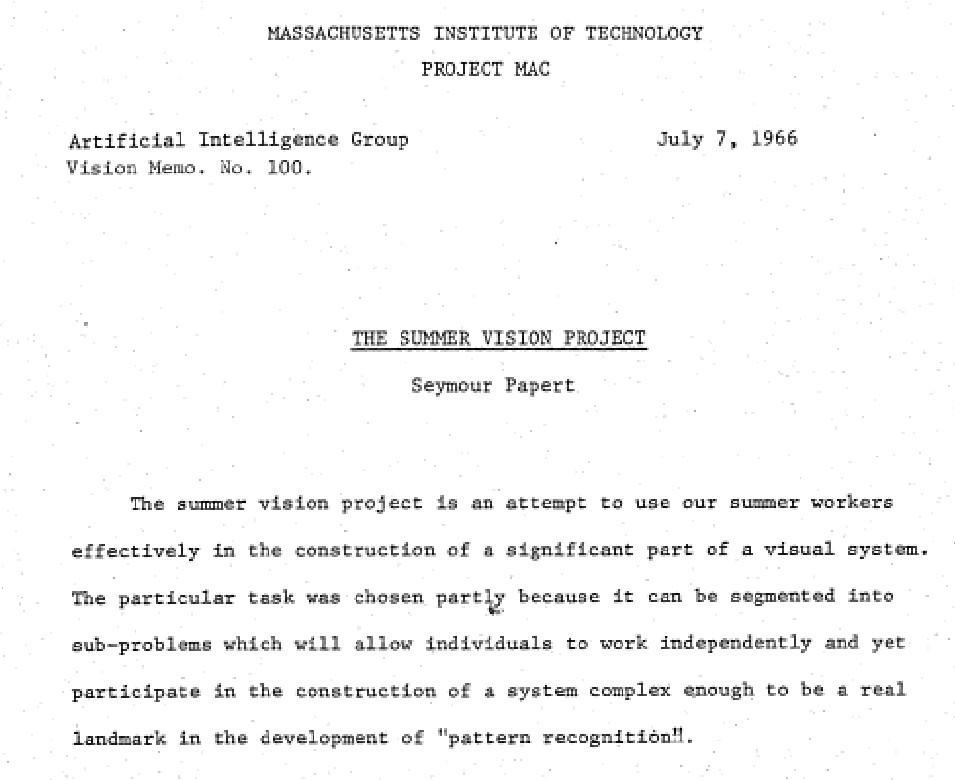 MASSACHUSETTS INSTITUTE OF TECHNOLOGY
PROJECT MAC
Artificial Intelligence Group July 7, 1966
Vision Memo. No. 100.
THE SUMMER VISION PROJECT
Seymour Papert
The summer vision project is an attempt to use our summer workers
effectively in the construction of a significant part of a visual system.
The particular task was chosen partly because it can be segmented into
sub-problems which will allow individuals to work independently and yet
participate in the construction of a system complex enough to be a real
landmark in the development of "pattern recognition".